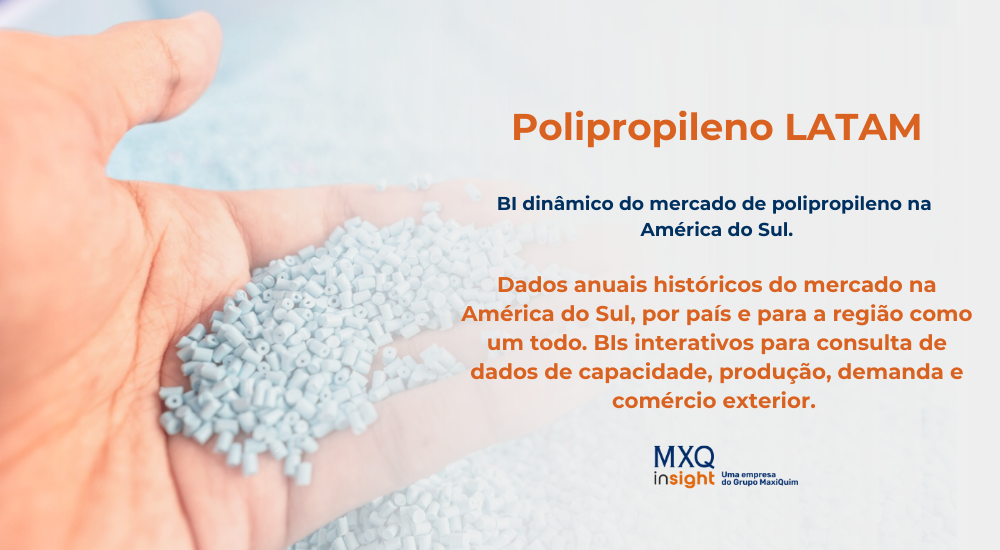 Polipropileno LATAM
BI dinâmico do mercado de polipropileno na
América do Sul.
Dados anuais históricos do mercado na
América do Sul, por país e para a região como
um todo. BIs interativos para consulta de
dados de capacidade, produção, demanda e
comércio exterior.
MXQ
insight
Uma empresa
do Grupo MaxiQuim